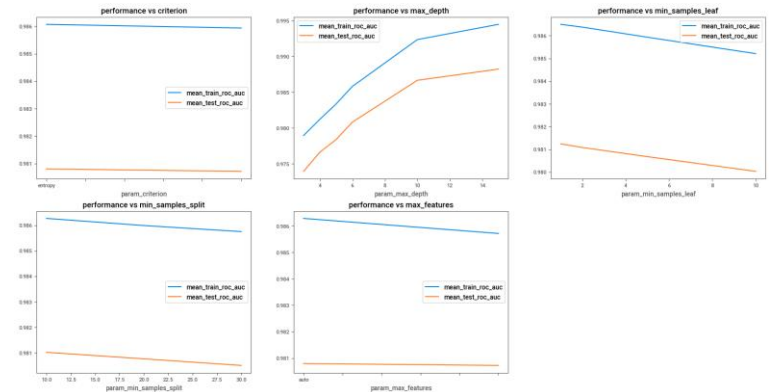 performance vs criterion
0.986
0.985
0.984
0.983
0.982
0.981
mean_train_roc_auc
mean_test_roc_auc
entropy
param_criterion
performance vs max_depth
mean_train_roc_auc
mean_test_roc_auc
0.995
0.990
0.985
0.980
0.975
4 6 8 10 12 14
param_max_depth
performance vs min_samples_leaf
mean_train_roc_auc
mean_test_roc_auc
0.986
0.985
0.984
0.983
0.982
0.981
0.980
2 4 6 8 10
param_min_samples_leaf
performance vs min_samples_split
0.986
0.985
0.984
0.983
0.982
0.981
mean_train_roc_auc
mean_test_roc_auc
10.0 12.5 15.0 17.5 20.0 22.5 25.0 27.5 30.0
param_min_samples_split
performance vs max_features
0.986
0.985
0.984
0.983
0.982
0.981
mean_train_roc_auc
mean_test_roc_auc
auto
param_max_features